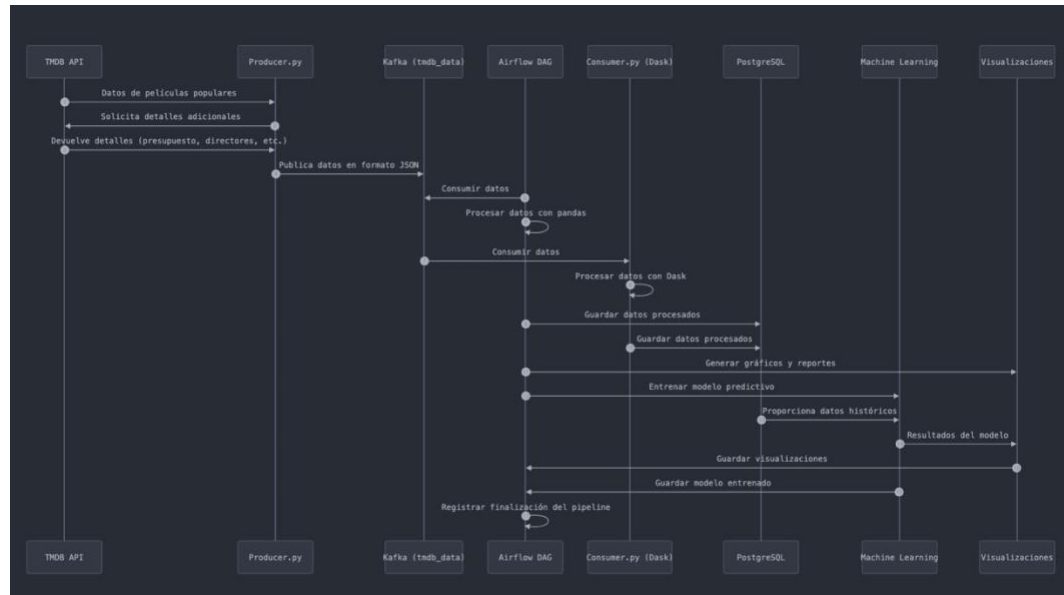 TMDB API
Producer.py
Kafka (tmdb_data)
Airflow DAG
Consumer.py (Dask)
PostgreSQL
Machine Learning
Visualizaciones
Datos de películas populares
Solicita detalles adicionales
Devuelve detalles (presupuesto, directores, etc.)
Publica datos en formato JSON
Consumir datos
Procesar datos con pandas
Consumir datos
Procesar datos con Dask
Guardar datos procesados
Guardar datos procesados
Generar gráficos y reportes
Entrenar modelo predictivo
Proporciona datos históricos
Resultados del modelo
Guardar visualizaciones
Guardar modelo entrenado
Registrar finalización del pipeline
TMDB API
Producer.py
Kafka (tmdb_data)
Airflow DAG
Consumer.py (Dask)
PostgreSQL
Machine Learning
Visualizaciones